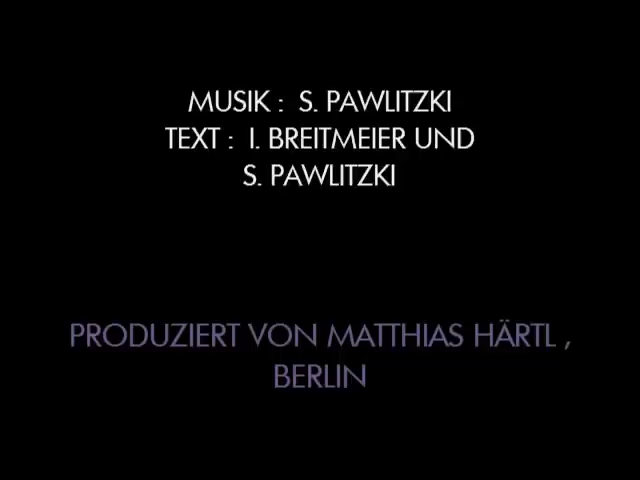 MUSIK :  S. PAWLITZKI
TEXT :  I. BREITMEIER UND
S. PAWLITZKI
PRODUZIERT VON MATTHIAS HÄRTL ,
BERLIN